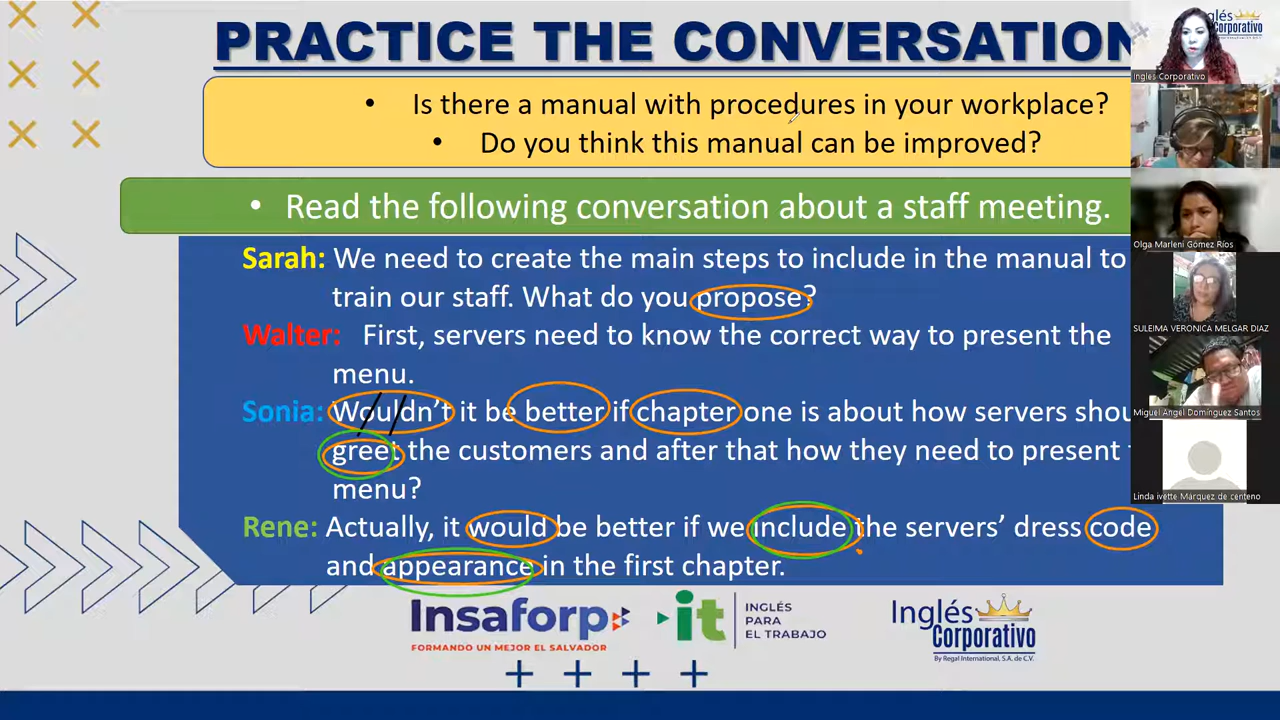 PRACTICE THE CONVERSATION
• Is there a manual with procedures in your workplace?
• Do you think this manual can be improved?
• Read the following conversation about a staff meeting.
Sarah: We need to create the main steps to include in the manual to
train our staff. What do you propose?
Walter: First, servers need to know the correct way to present the
menu.
Sonia: Wouldn't it be better if chapter one is about how servers shou
greet the customers and after that how they need to present
menu?
Rene: Actually, it would be better if we include the servers' dress code
and appearance in the first chapter.
Insaforp
FORMANDO UN MEJOR EL SALVADOR
it
INGLÉS
PARA
EL TRABAJO
Inglés
Corporativo
By Regal International, S.A. de C.V.
Inglés
Corporativo
Ingles Corporativo
Olga Marleni Gómez Ríos
SULEIMA VERONICA MELGAR DIAZ
Miguel Angel Domínguez Santos
Linda ivette Márquez de centeno